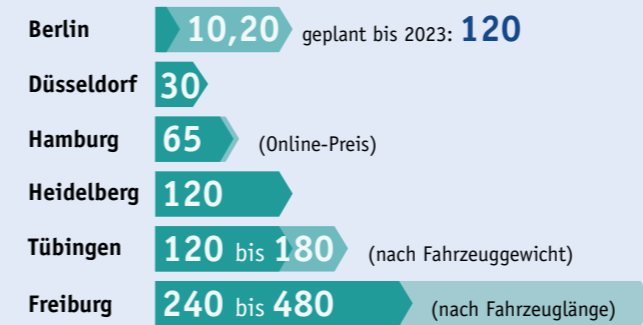 Berlin 10,20 geplant bis 2023: 120
Düsseldorf 30
Hamburg 65 (Online-Preis)
Heidelberg 120
Tübingen 120 bis 180 (nach Fahrzeuggewicht)
Freiburg 240 bis 480 (nach Fahrzeuglänge)